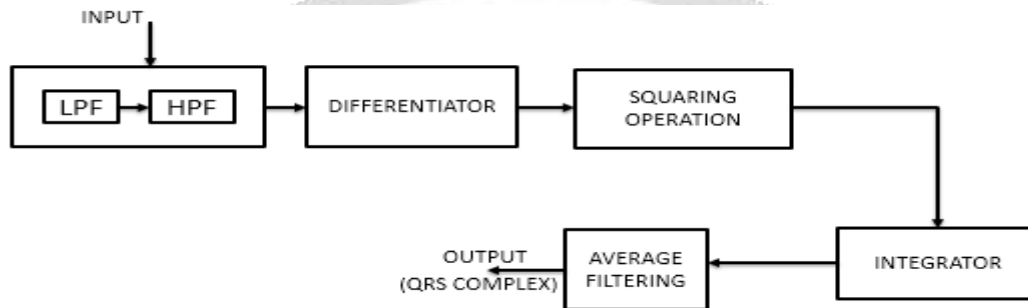 INPUT
LPF
HPF
DIFFERENTIATOR
SQUARING
OPERATION
INTEGRATOR
AVERAGE
FILTERING
OUTPUT
(QRS COMPLEX)